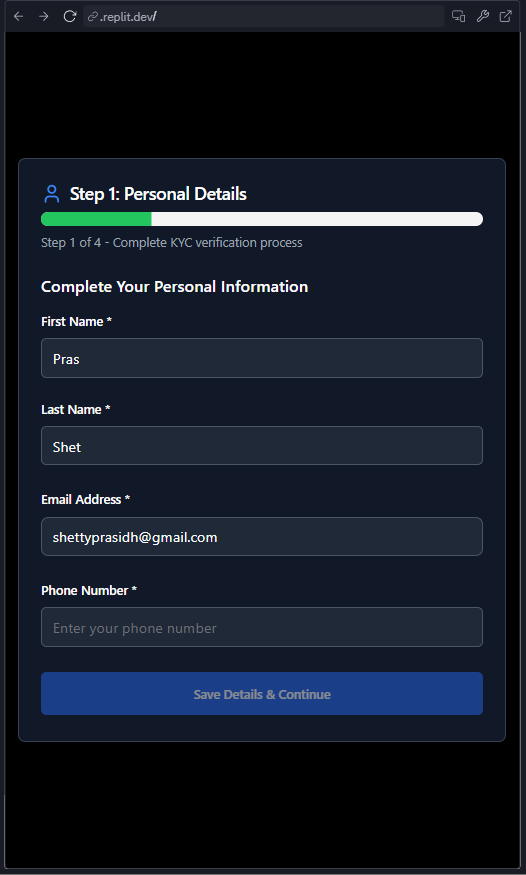 .replit.dev/
Step 1: Personal Details
Step 1 of 4 - Complete KYC verification process
Complete Your Personal Information
First Name *
Pras
Last Name *
Shet
Email Address *
shettyprasidh@gmail.com
Phone Number *
Enter your phone number
Save Details & Continue